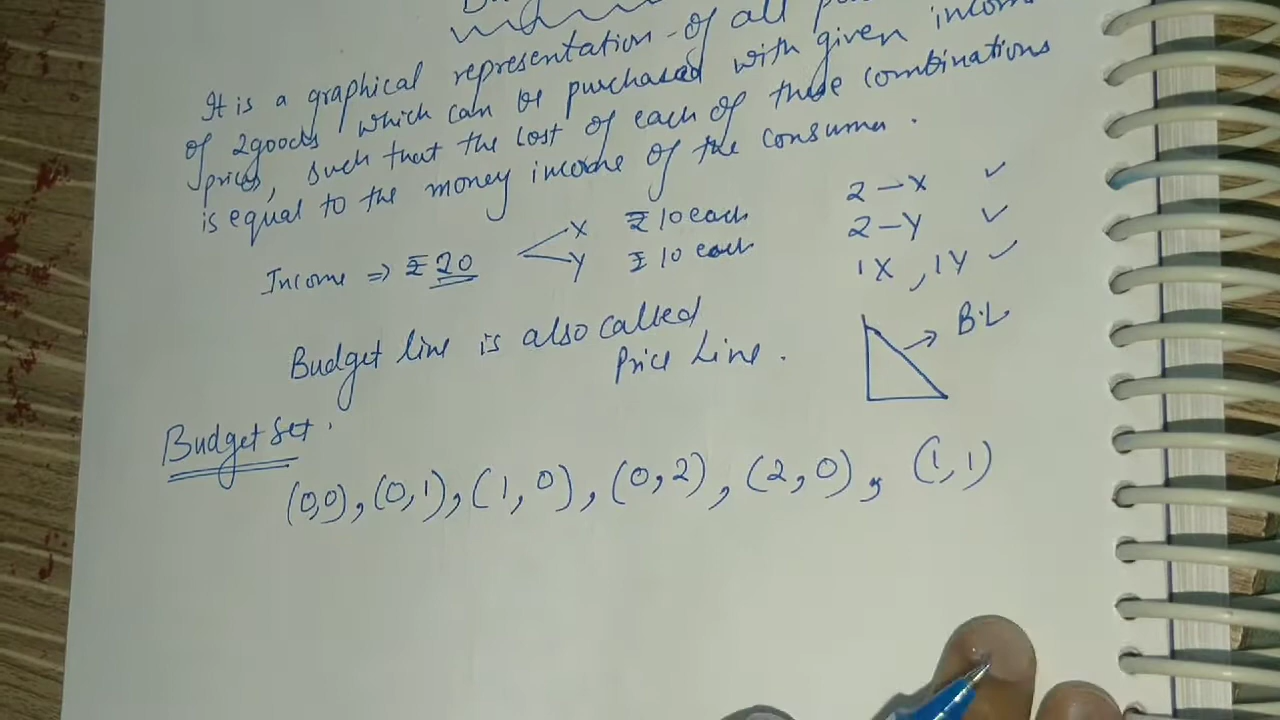 It is a graphical representation of all
of 2goods which can be purchased with given income
prices, such that the cost of each of these combinations
is equal to the money income of the consumer.
Income => ₹20 X ₹10 each
Y ₹10 each
2-X ✓
2-Y ✓
1X, 1Y ✓
Budget line is also called
Price Line.
B.L
Budget Set.
(0,0), (0,1), (1,0), (0,2), (2,0), (1,1)